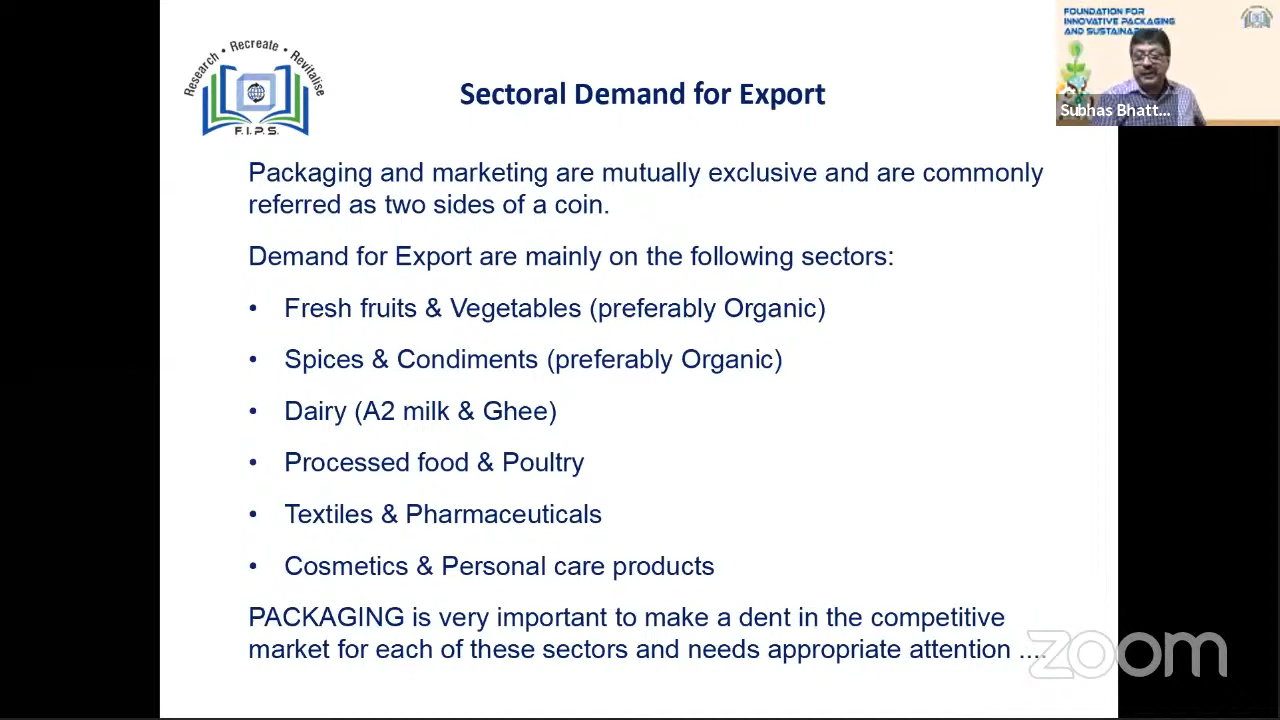 Research • Recreate • Revitalise
F.I.P.S.
Sectoral Demand for Export
FOUNDATION FOR
INNOVATIVE PACKAGING
AND SUSTAINABILITY
Subhas Bhatt...
Packaging and marketing are mutually exclusive and are commonly
referred as two sides of a coin.
Demand for Export are mainly on the following sectors:
• Fresh fruits & Vegetables (preferably Organic)
• Spices & Condiments (preferably Organic)
• Dairy (A2 milk & Ghee)
• Processed food & Poultry
• Textiles & Pharmaceuticals
• Cosmetics & Personal care products
PACKAGING is very important to make a dent in the competitive
market for each of these sectors and needs appropriate attention ....
zoom